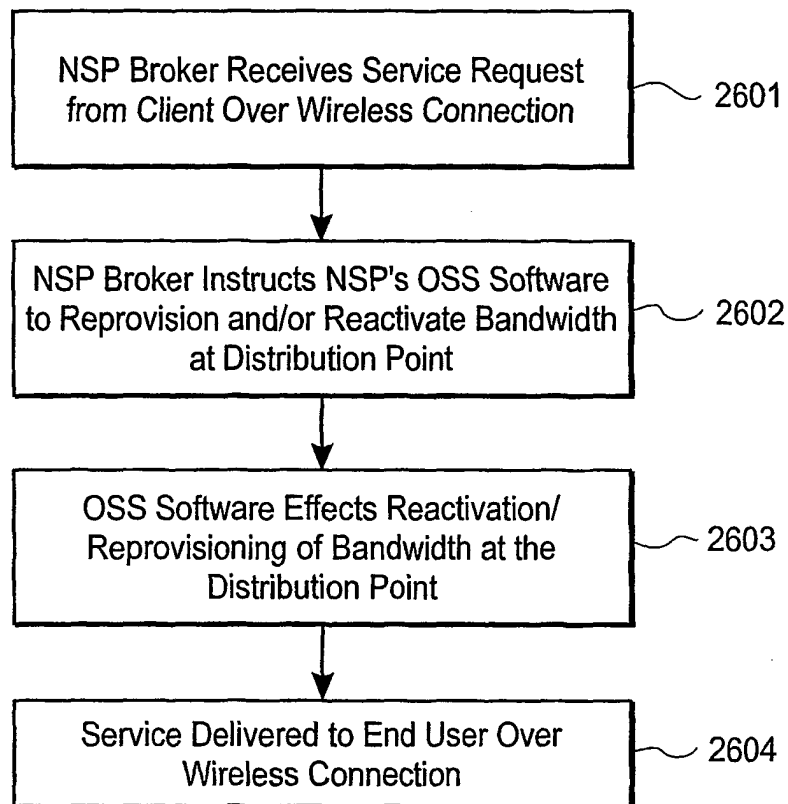 NSP Broker Receives Service Request
from Client Over Wireless Connection
2601
NSP Broker Instructs NSP's OSS Software
to Reprovision and/or Reactivate Bandwidth
at Distribution Point
2602
OSS Software Effects Reactivation/
Reprovisioning of Bandwidth at the
Distribution Point
2603
Service Delivered to End User Over
Wireless Connection
2604